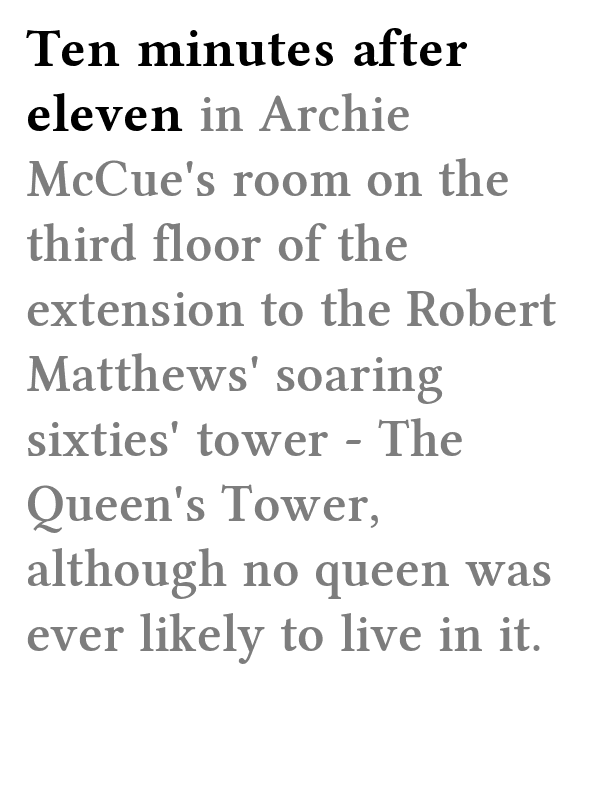 Ten minutes after
eleven in Archie
McCue's room on the
third floor of the
extension to the Robert
Matthews' soaring
sixties' tower - The
Queen's Tower,
although no queen was
ever likely to live in it.